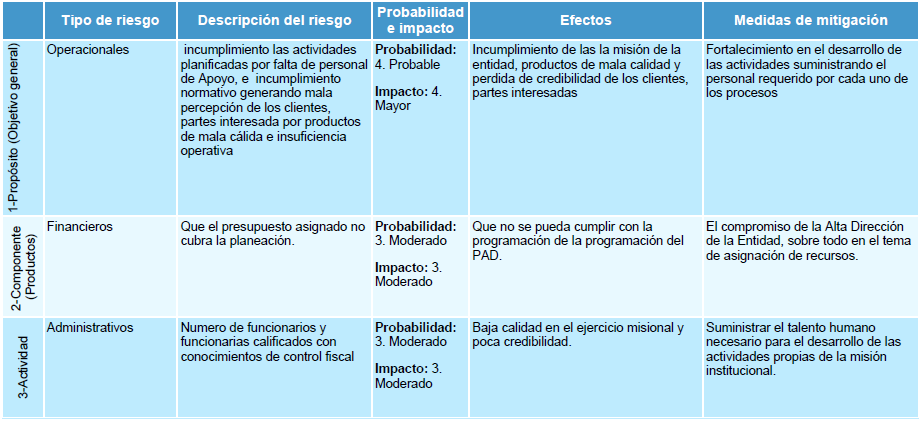 Tipo de riesgo
Descripción del riesgo
Probabilidad
e impacto
Efectos
Medidas de mitigación
1-Propósito (Objetivo general)
Operacionales
incumplimiento las actividades
planificadas por falta de personal
de Apoyo, e incumplimiento
normativo generando mala
percepción de los clientes,
partes interesada por productos
de mala cálida e insuficiencia
operativa
Probabilidad:
4. Probable
Impacto: 4.
Mayor
Incumplimiento de las la misión de la
entidad, productos de mala calidad y
perdida de credibilidad de los clientes,
partes interesadas
Fortalecimiento en el desarrollo de
las actividades suministrando el
personal requerido por cada uno de
los procesos
2-Componente
(Productos)
Financieros
Que el presupuesto asignado no
cubra la planeación.
Probabilidad:
3. Moderado
Impacto: 3.
Moderado
Que no se pueda cumplir con la
programación de la programación del
PAD.
El compromiso de la Alta Dirección
de la Entidad, sobre todo en el tema
de asignación de recursos.
3-Actividad
Administrativos
Numero de funcionarios y
funcionarias calificados con
conocimientos de control fiscal
Probabilidad:
3. Moderado
Impacto: 3.
Moderado
Baja calidad en el ejercicio misional y
poca credibilidad.
Suministrar el talento humano
necesario para el desarrollo de las
actividades propias de la misión
institucional.